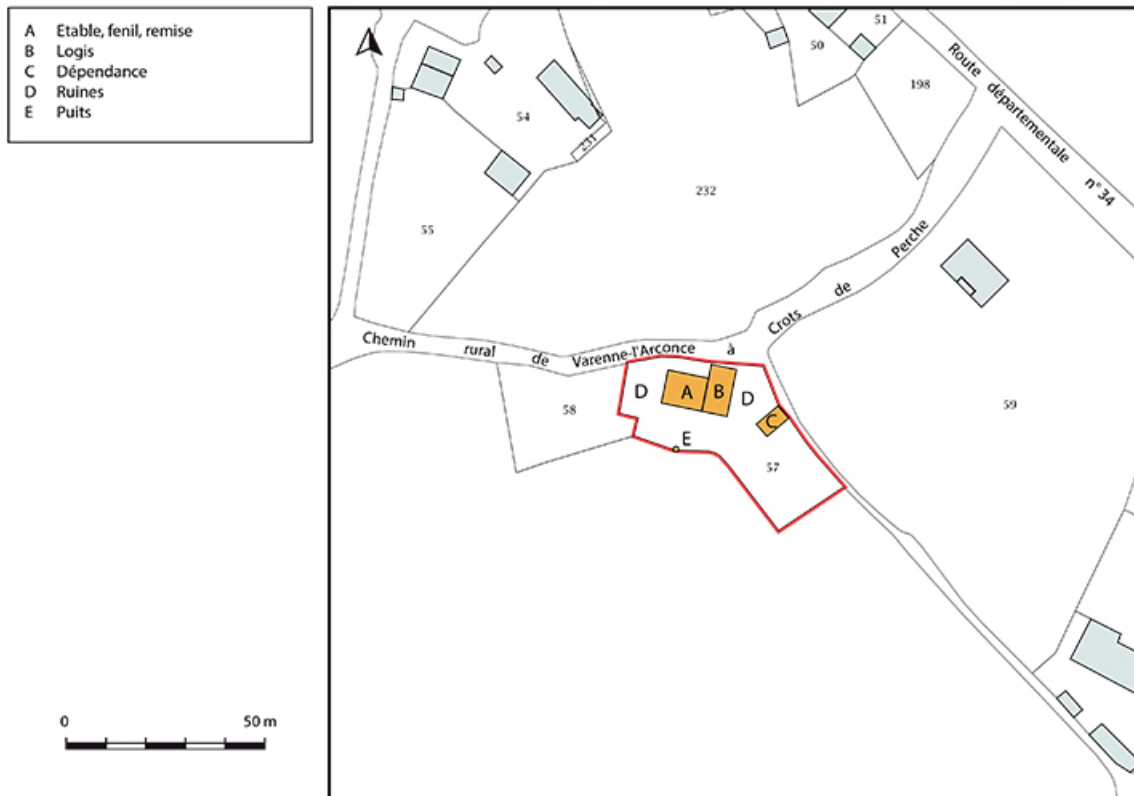 A Etable, fenil, remise
B Logis
C Dépendance
D Ruines
E Puits
0 50 m
51
50
198
Route départementale n° 34
54
231
232
55
Chemin rural de Varenne-l'Arconce à Crots de Perche
59
58
D
A
B
D
C
E
57